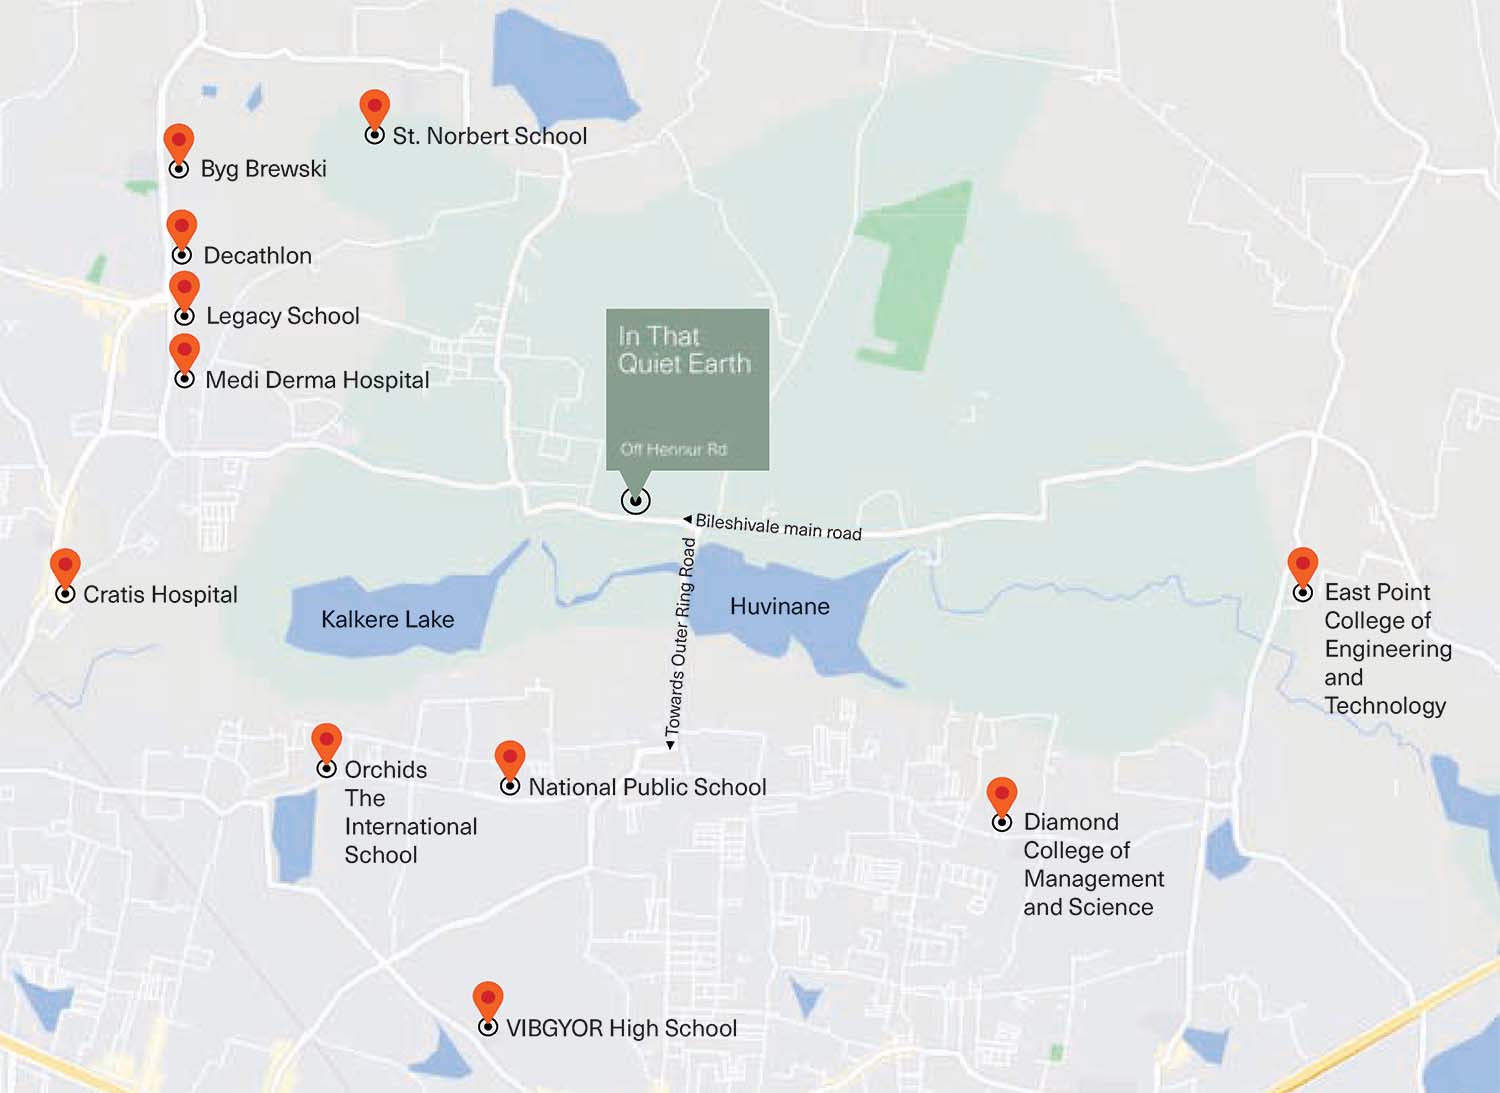 St. Norbert School
Byg Brewski
Decathlon
Legacy School
Medi Derma Hospital
In That
Quiet Earth
Off Hennur Rd
Bileshivale main road
Towards Outer Ring Road
Cratis Hospital
Kalkere Lake
Huvinane
East Point
College of
Engineering
and
Technology
Orchids
The
International
School
National Public School
Diamond
College of
Management
and Science
VIBGYOR High School